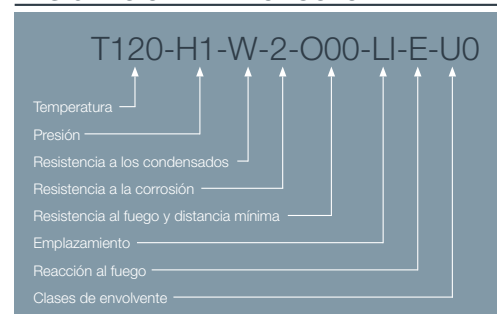 T120-H1-W-2-O00-LI-E-U0
Temperatura
Presión
Resistencia a los condensados
Resistencia a la corrosión
Resistencia al fuego y distancia mínima
Emplazamiento
Reacción al fuego
Clases de envolvente